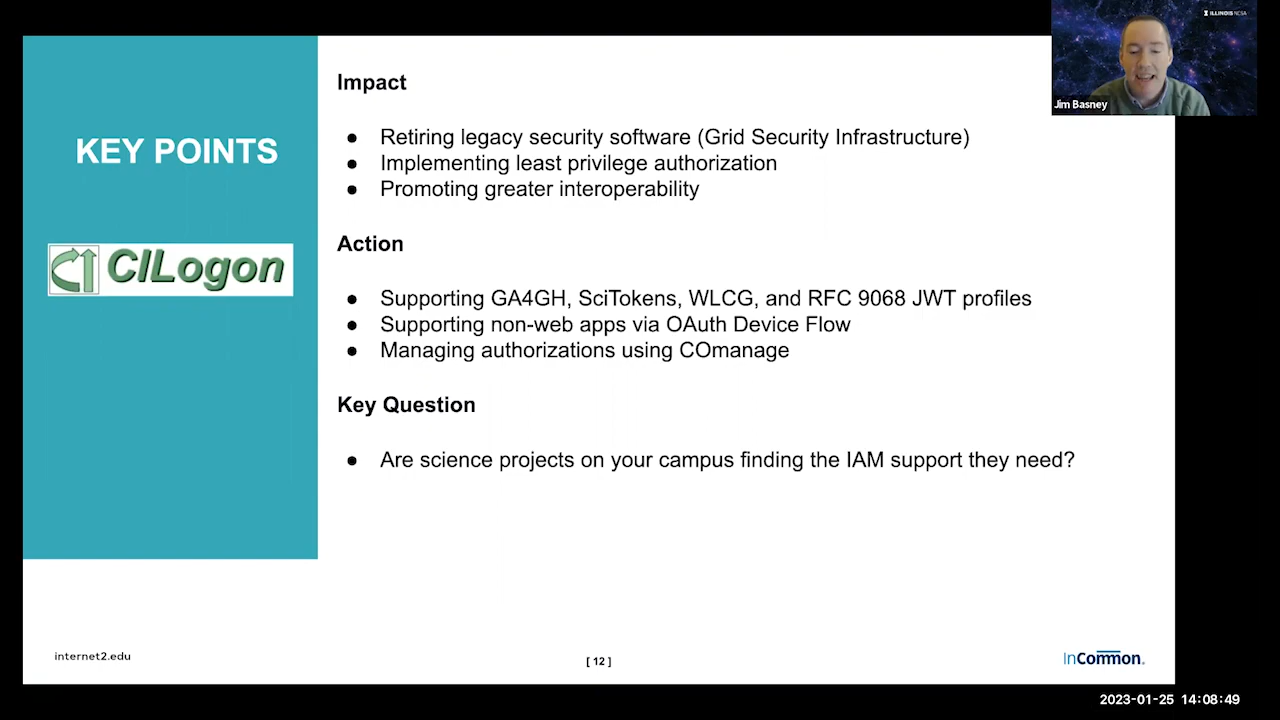 ILLINOIS NCSA
Jim Basney
KEY POINTS
CILogon
Impact
● Retiring legacy security software (Grid Security Infrastructure)
● Implementing least privilege authorization
● Promoting greater interoperability
Action
● Supporting GA4GH, SciTokens, WLCG, and RFC 9068 JWT profiles
● Supporting non-web apps via OAuth Device Flow
● Managing authorizations using COmanage
Key Question
● Are science projects on your campus finding the IAM support they need?
internet2.edu
[ 12 ]
InCommon.
2023-01-25 14:08:49